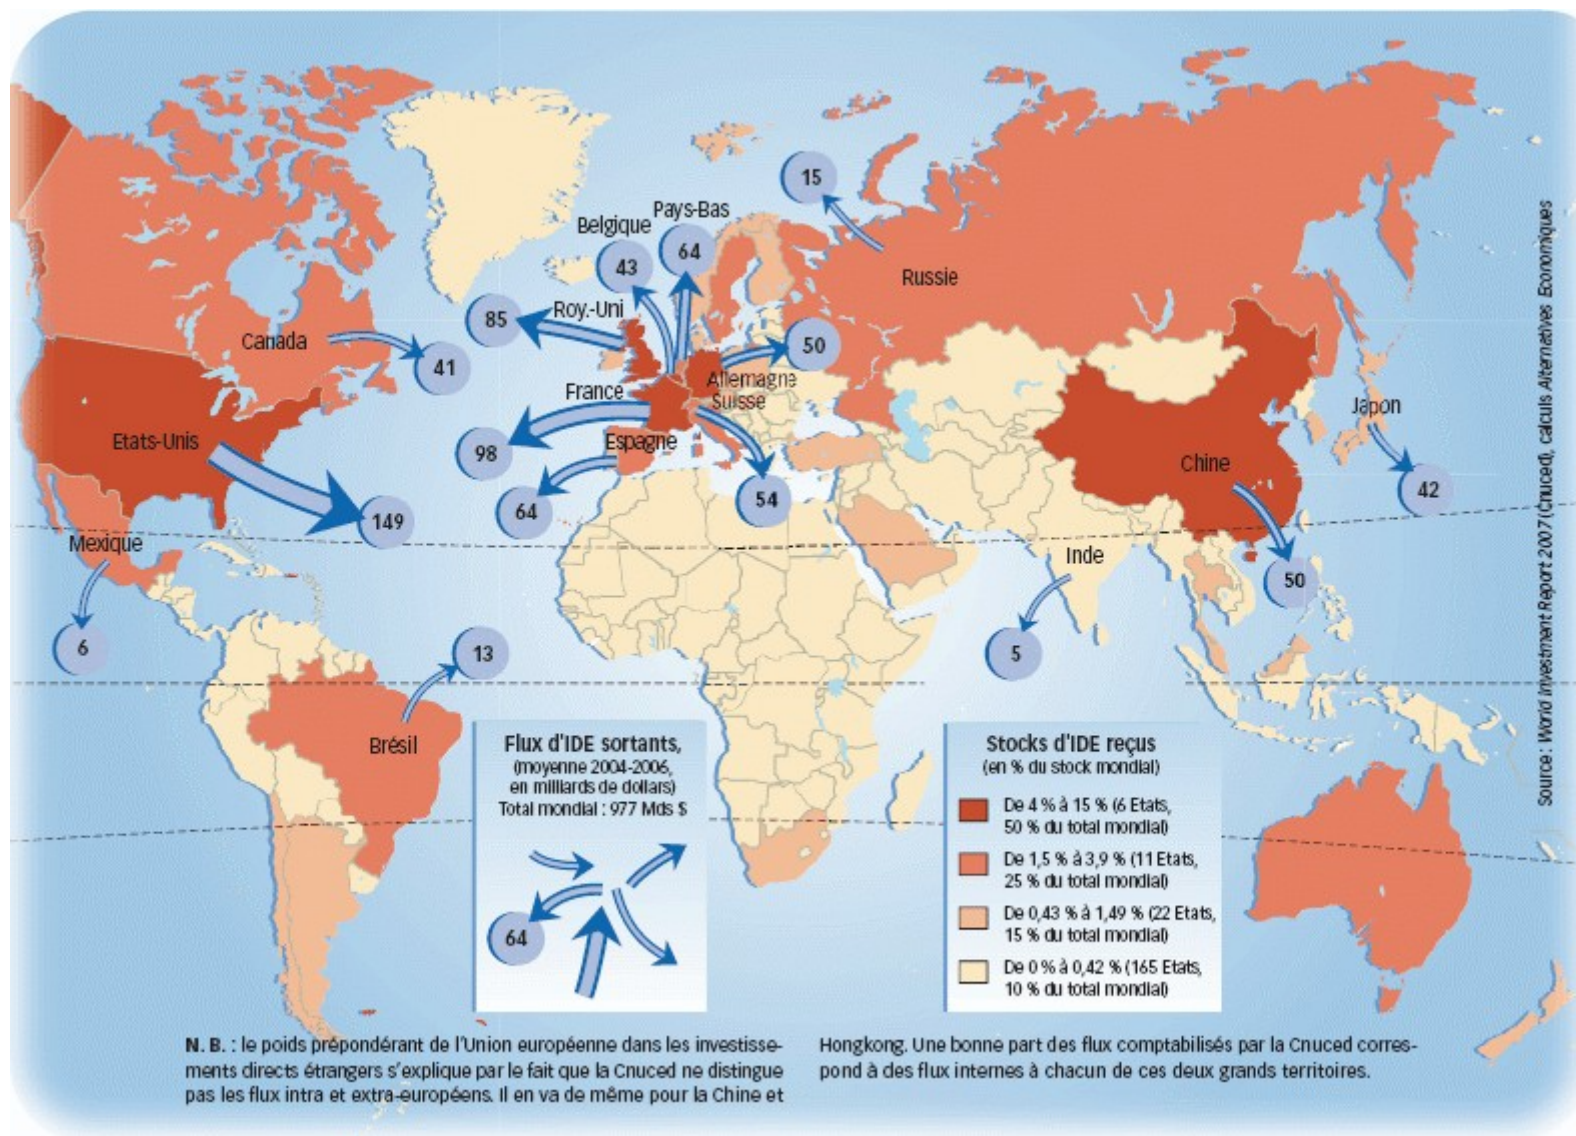 15
Pays-Bas
Belgique
64
43
Russie
Roy.-Uni
85
Canada
50
41
Allemagne
France
Suisse
Japon
Etats-Unis
Espagne
98
Chine
42
64
54
149
Mexique
Inde
50
6
13
5
Brésil
Flux d'IDE sortants,
(moyenne 2004-2006,
en milliards de dollars)
Total mondial : 977 Mds $
64
Stocks d'IDE reçus
(en % du stock mondial)
De 4 % à 15 % (6 Etats,
50 % du total mondial)
De 1,5 % à 3,9 % (11 Etats,
25 % du total mondial)
De 0,43 % à 1,49 % (22 Etats,
15 % du total mondial)
De 0 % à 0,42 % (165 Etats,
10 % du total mondial)
Source : World Investment Report 2007 (Cnuced), calculs Alternatives Economiques
N. B. : le poids prépondérant de l'Union européenne dans les investisse-
ments directs étrangers s'explique par le fait que la Cnuced ne distingue
pas les flux intra et extra-européens. Il en va de même pour la Chine et
Hongkong. Une bonne part des flux comptabilisés par la Cnuced corres-
pond à des flux internes à chacun de ces deux grands territoires.